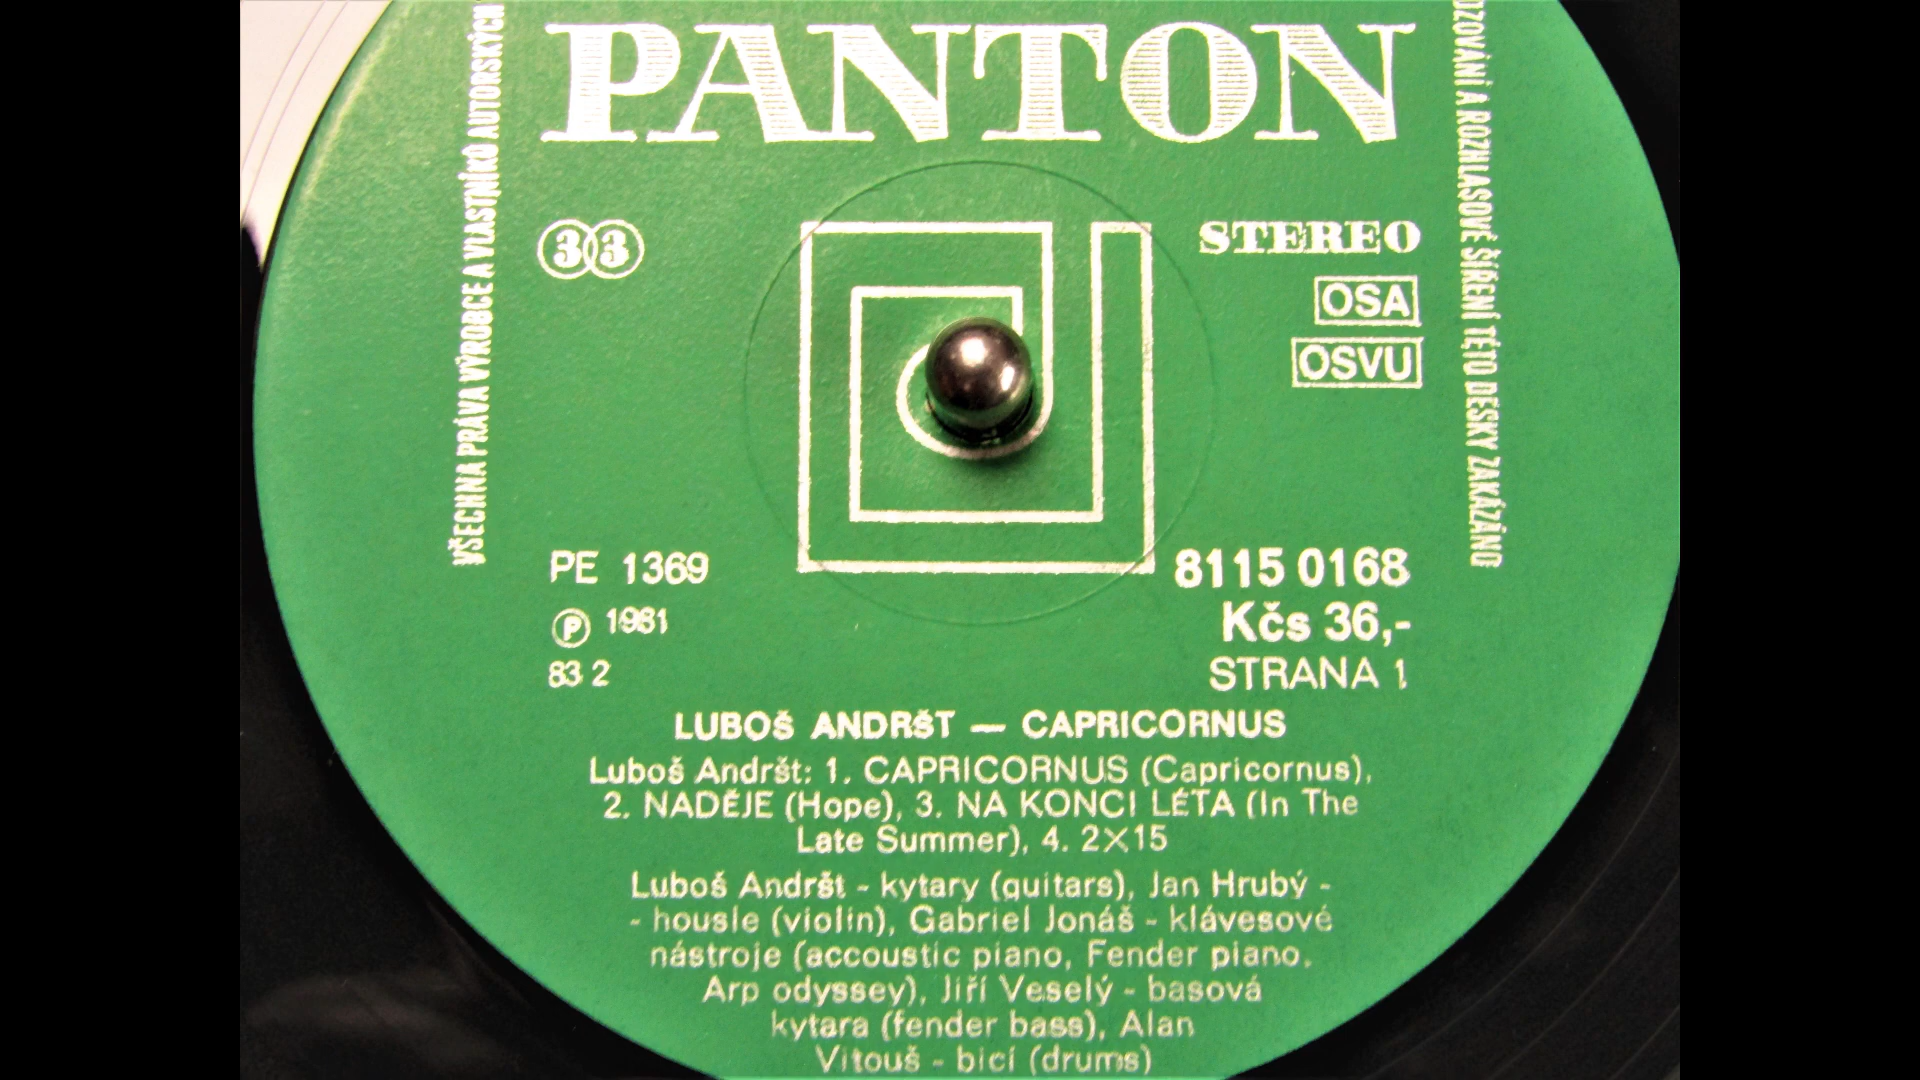 PANTON
VŠECHNA PRÁVA VÝROBCE A VLASTNÍKŮ AUTORSKÝCH
A ROZHLASOVÉ ŠÍŘENÍ TÉTO DESKY ZAKÁZÁNO
33
STEREO
OSA
OSVU
PE 1369
8115 0168
Ⓟ 1981
Kčs 36,-
83 2
STRANA 1
LUBOŠ ANDRŠT — CAPRICORNUS
Luboš Andršt: 1. CAPRICORNUS (Capricornus),
2. NADĚJE (Hope), 3. NA KONCI LÉTA (In The
Late Summer), 4. 2×15
Luboš Andršt - kytary (guitars), Jan Hrubý -
- housle (violin), Gabriel Jonáš - klávesové
nástroje (accoustic piano, Fender piano,
Arp odyssey), Jiří Veselý - basová
kytara (fender bass), Alan
Vitouš - bicí (drums)